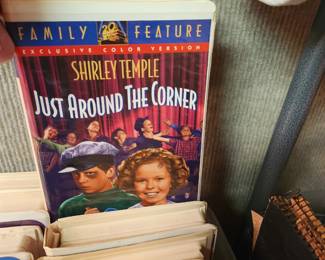 FAMILY FEATURE
EXCLUSIVE COLOR VERSION
SHIRLEY TEMPLE
JUST AROUND THE CORNER